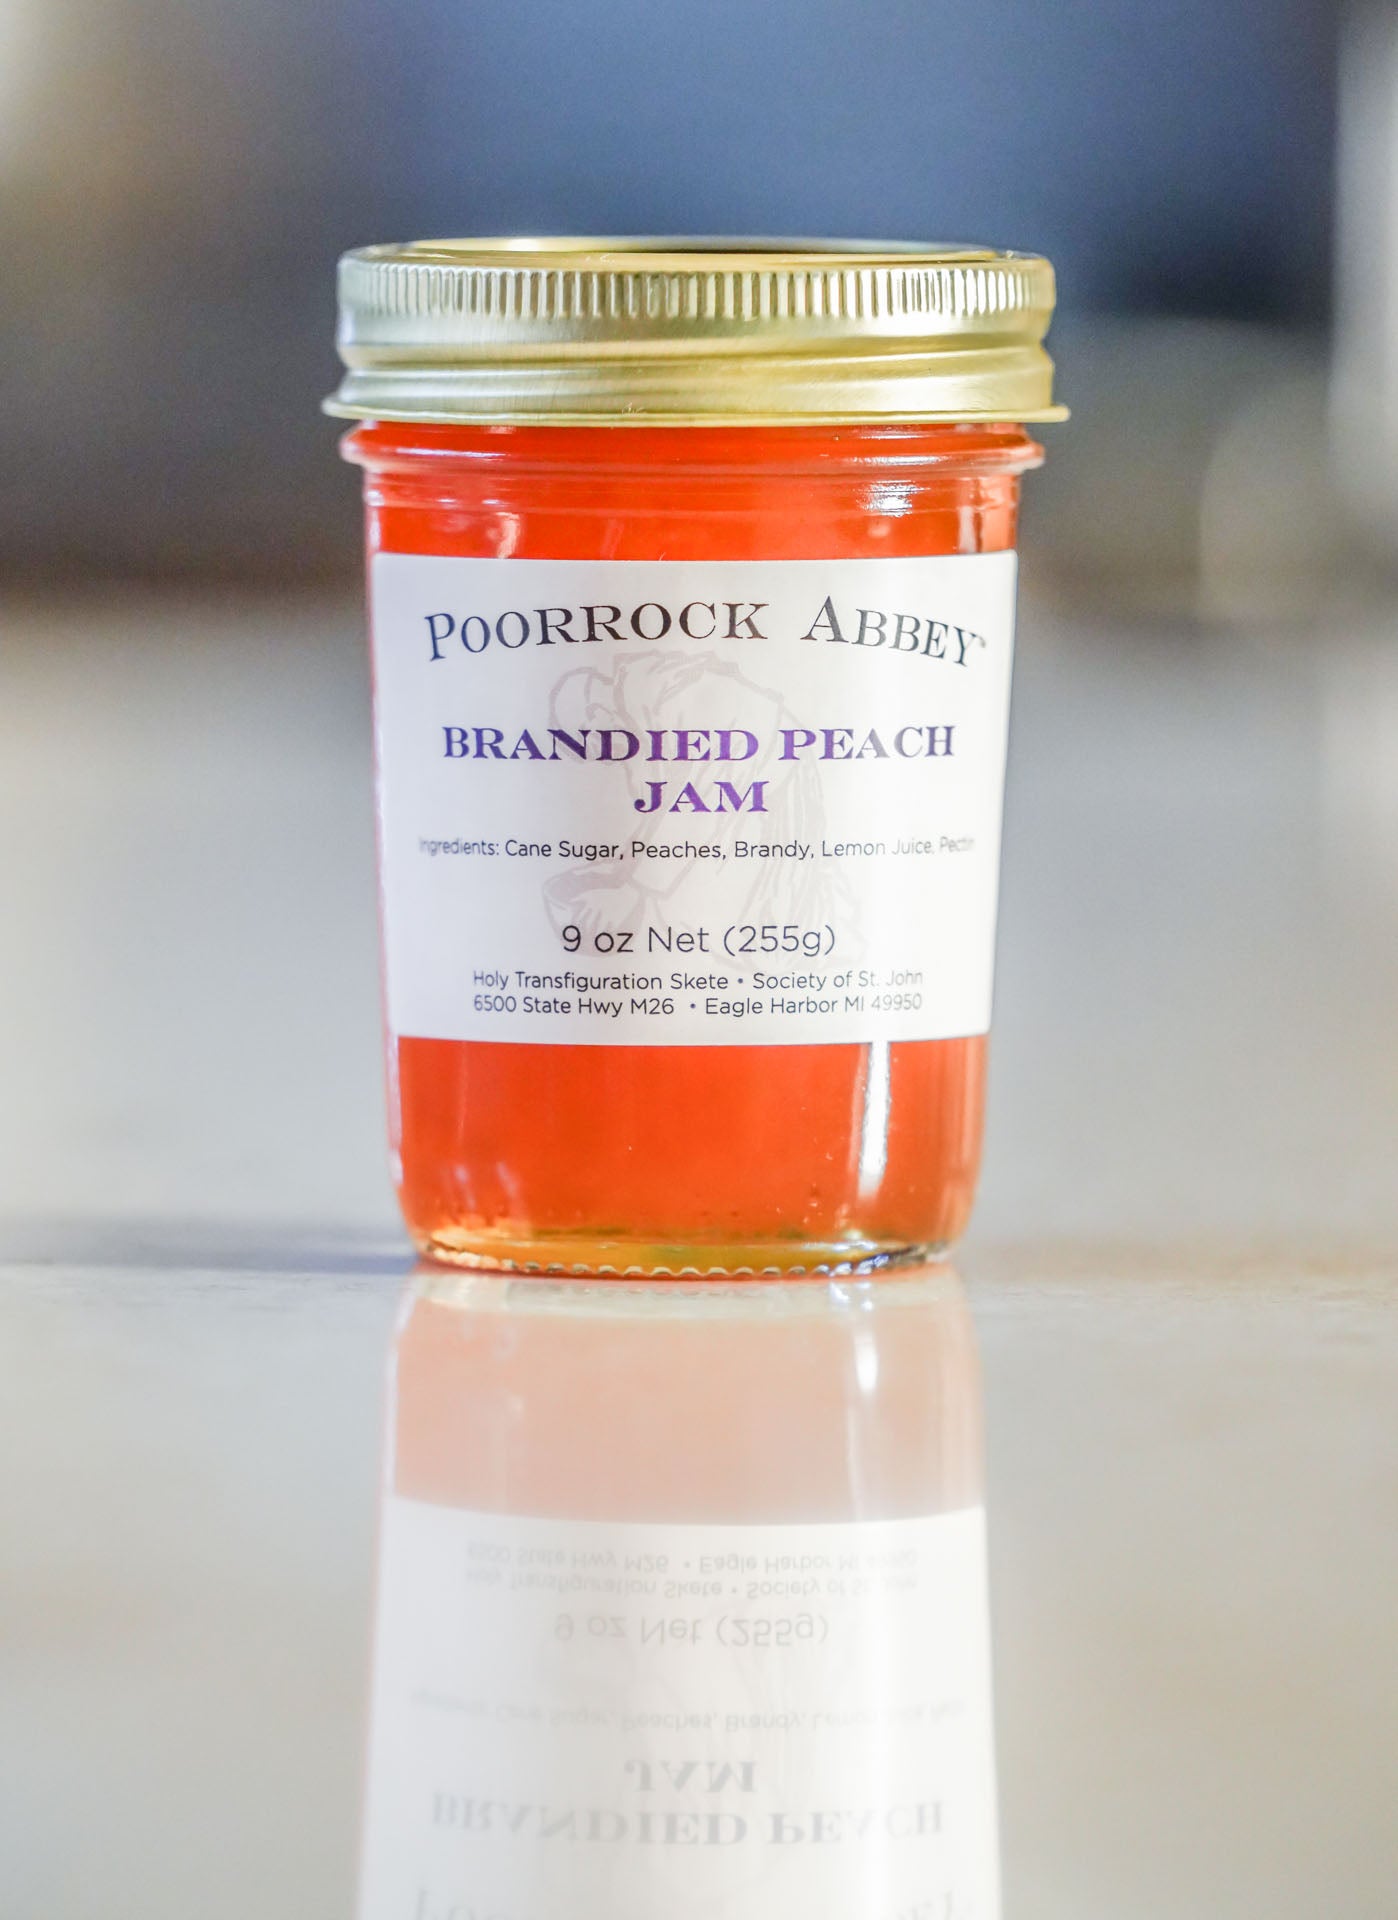 POORROCK ABBEY
BRANDIED PEACH
JAM
Ingredients: Cane Sugar, Peaches, Brandy, Lemon Juice, Pectin
9 oz Net (255g)
Holy Transfiguration Skete • Society of St. John
6500 State Hwy M26 • Eagle Harbor MI 49950